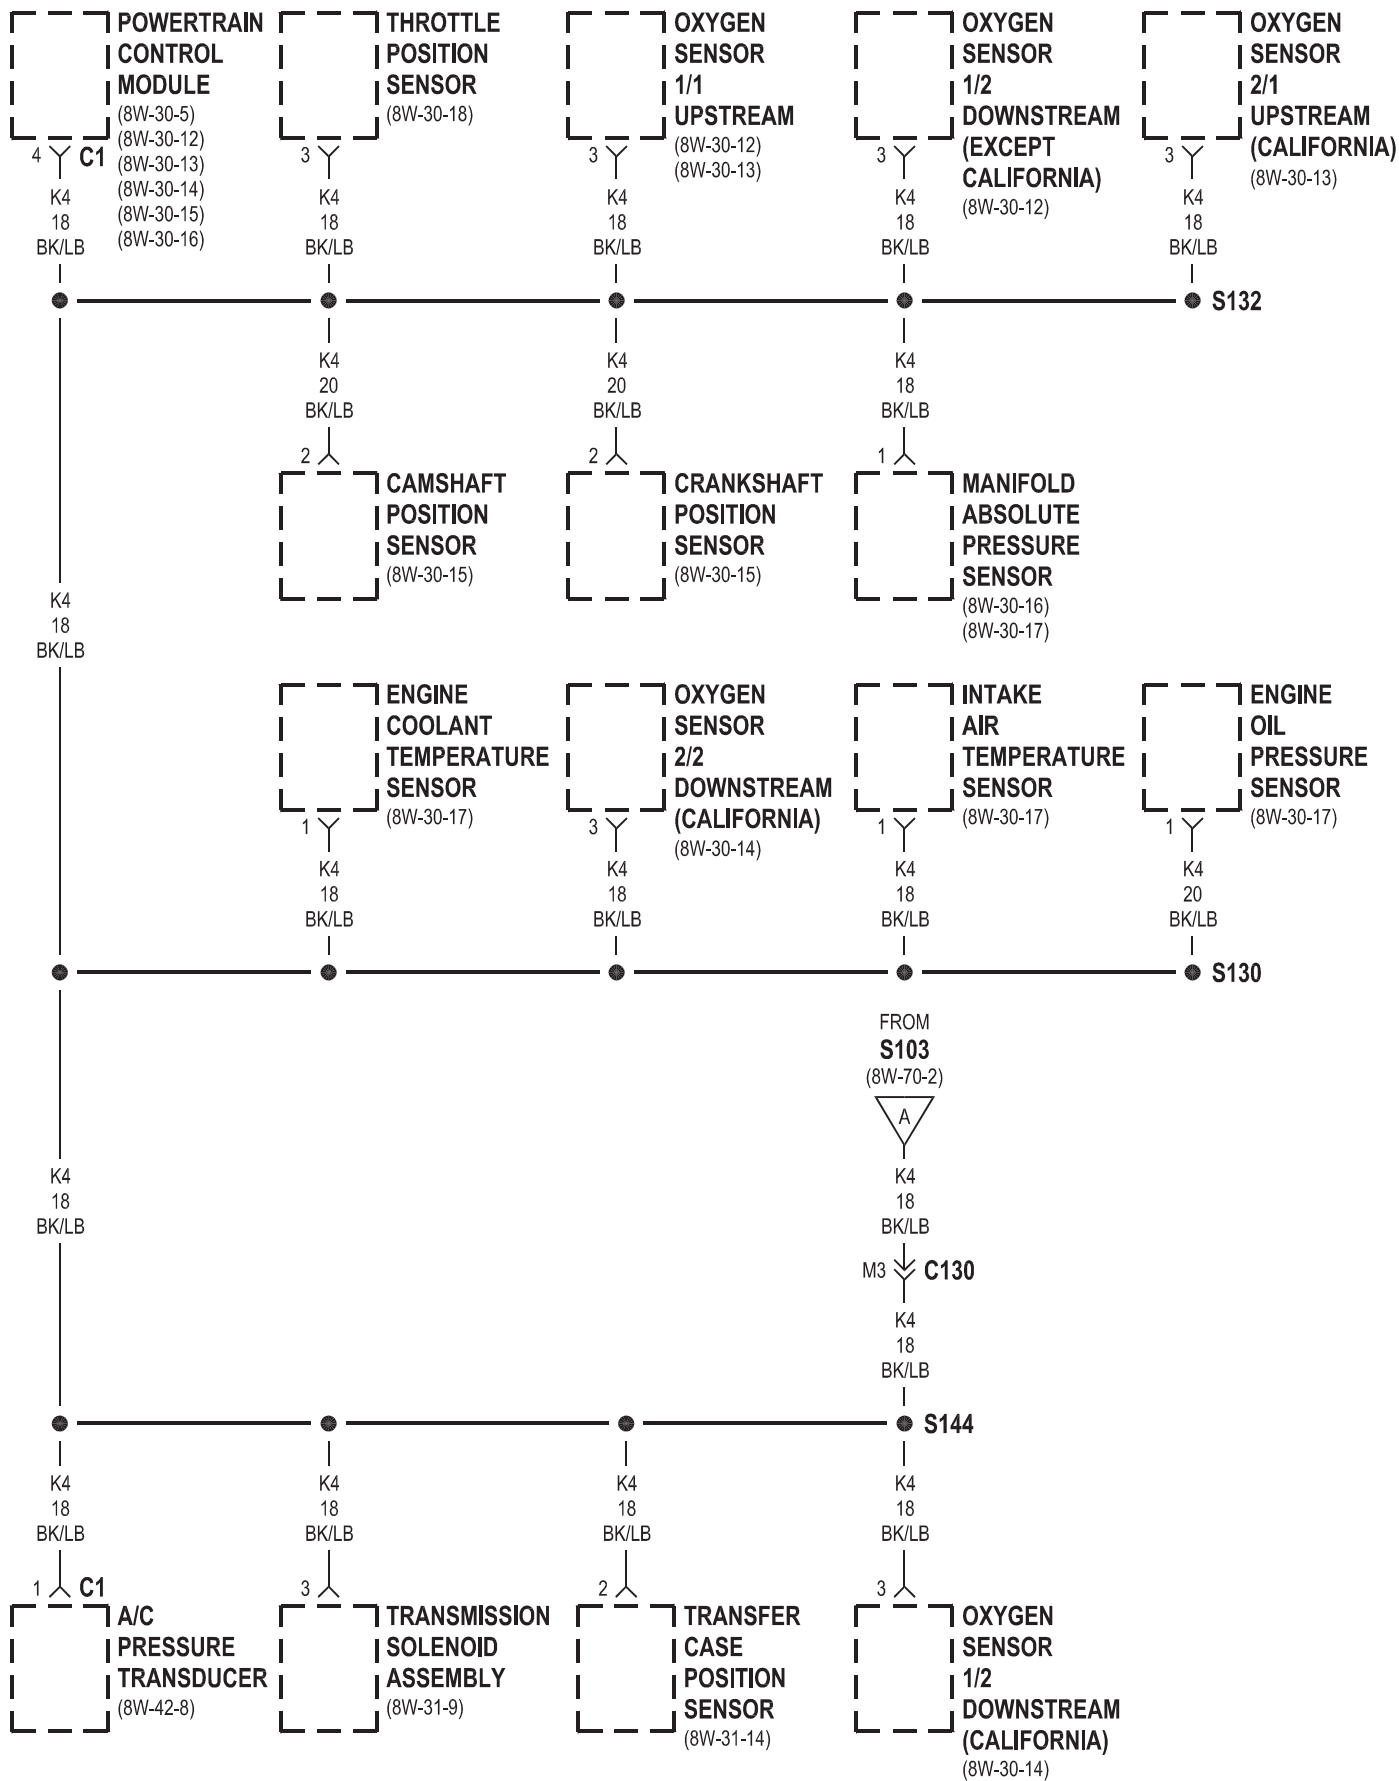 POWERTRAIN
CONTROL
MODULE
(8W-30-5)
(8W-30-12)
(8W-30-13)
(8W-30-14)
(8W-30-15)
(8W-30-16)
4
C1
K4
18
BK/LB
THROTTLE
POSITION
SENSOR
(8W-30-18)
3
K4
18
BK/LB
OXYGEN
SENSOR
1/1
UPSTREAM
(8W-30-12)
(8W-30-13)
3
K4
18
BK/LB
OXYGEN
SENSOR
1/2
DOWNSTREAM
(EXCEPT
CALIFORNIA)
(8W-30-12)
3
K4
18
BK/LB
OXYGEN
SENSOR
2/1
UPSTREAM
(CALIFORNIA)
(8W-30-13)
3
K4
18
BK/LB
S132
K4
20
BK/LB
2
CAMSHAFT
POSITION
SENSOR
(8W-30-15)
K4
20
BK/LB
2
CRANKSHAFT
POSITION
SENSOR
(8W-30-15)
K4
18
BK/LB
1
MANIFOLD
ABSOLUTE
PRESSURE
SENSOR
(8W-30-16)
(8W-30-17)
K4
18
BK/LB
ENGINE
COOLANT
TEMPERATURE
SENSOR
(8W-30-17)
1
K4
18
BK/LB
OXYGEN
SENSOR
2/2
DOWNSTREAM
(CALIFORNIA)
(8W-30-14)
3
K4
18
BK/LB
INTAKE
AIR
TEMPERATURE
SENSOR
(8W-30-17)
1
K4
18
BK/LB
ENGINE
OIL
PRESSURE
SENSOR
(8W-30-17)
1
K4
20
BK/LB
S130
FROM
S103
(8W-70-2)
A
K4
18
BK/LB
K4
18
BK/LB
M3
C130
K4
18
BK/LB
S144
K4
18
BK/LB
1
C1
A/C
PRESSURE
TRANSDUCER
(8W-42-8)
K4
18
BK/LB
3
TRANSMISSION
SOLENOID
ASSEMBLY
(8W-31-9)
K4
18
BK/LB
2
TRANSFER
CASE
POSITION
SENSOR
(8W-31-14)
K4
18
BK/LB
3
OXYGEN
SENSOR
1/2
DOWNSTREAM
(CALIFORNIA)
(8W-30-14)